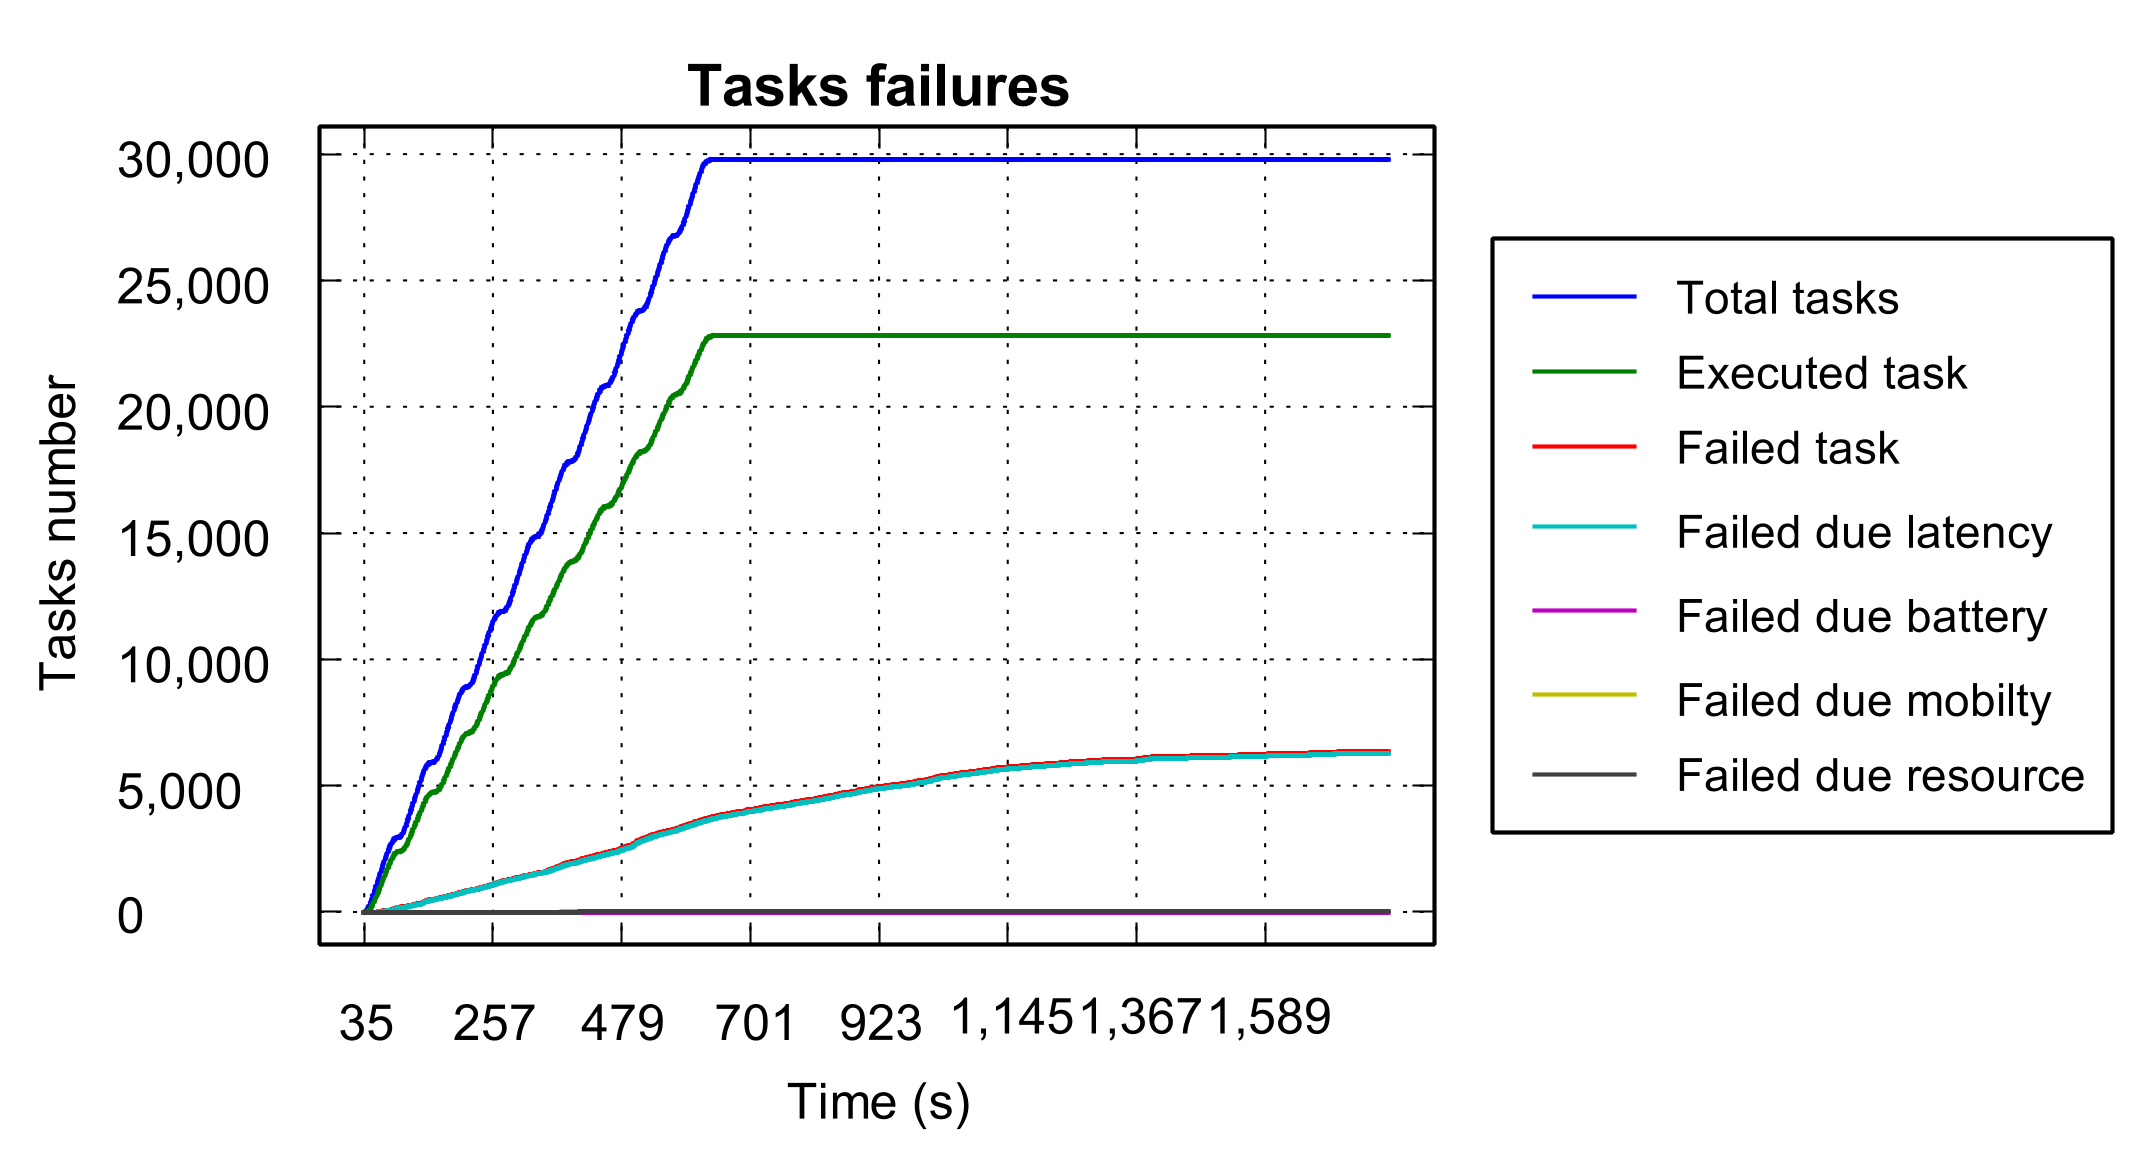 Tasks failures
30,000
25,000
20,000
15,000
10,000
5,000
0
Tasks number
35 257 479 701 923 1,145 1,367 1,589
Time (s)
Total tasks
Executed task
Failed task
Failed due latency
Failed due battery
Failed due mobilty
Failed due resource